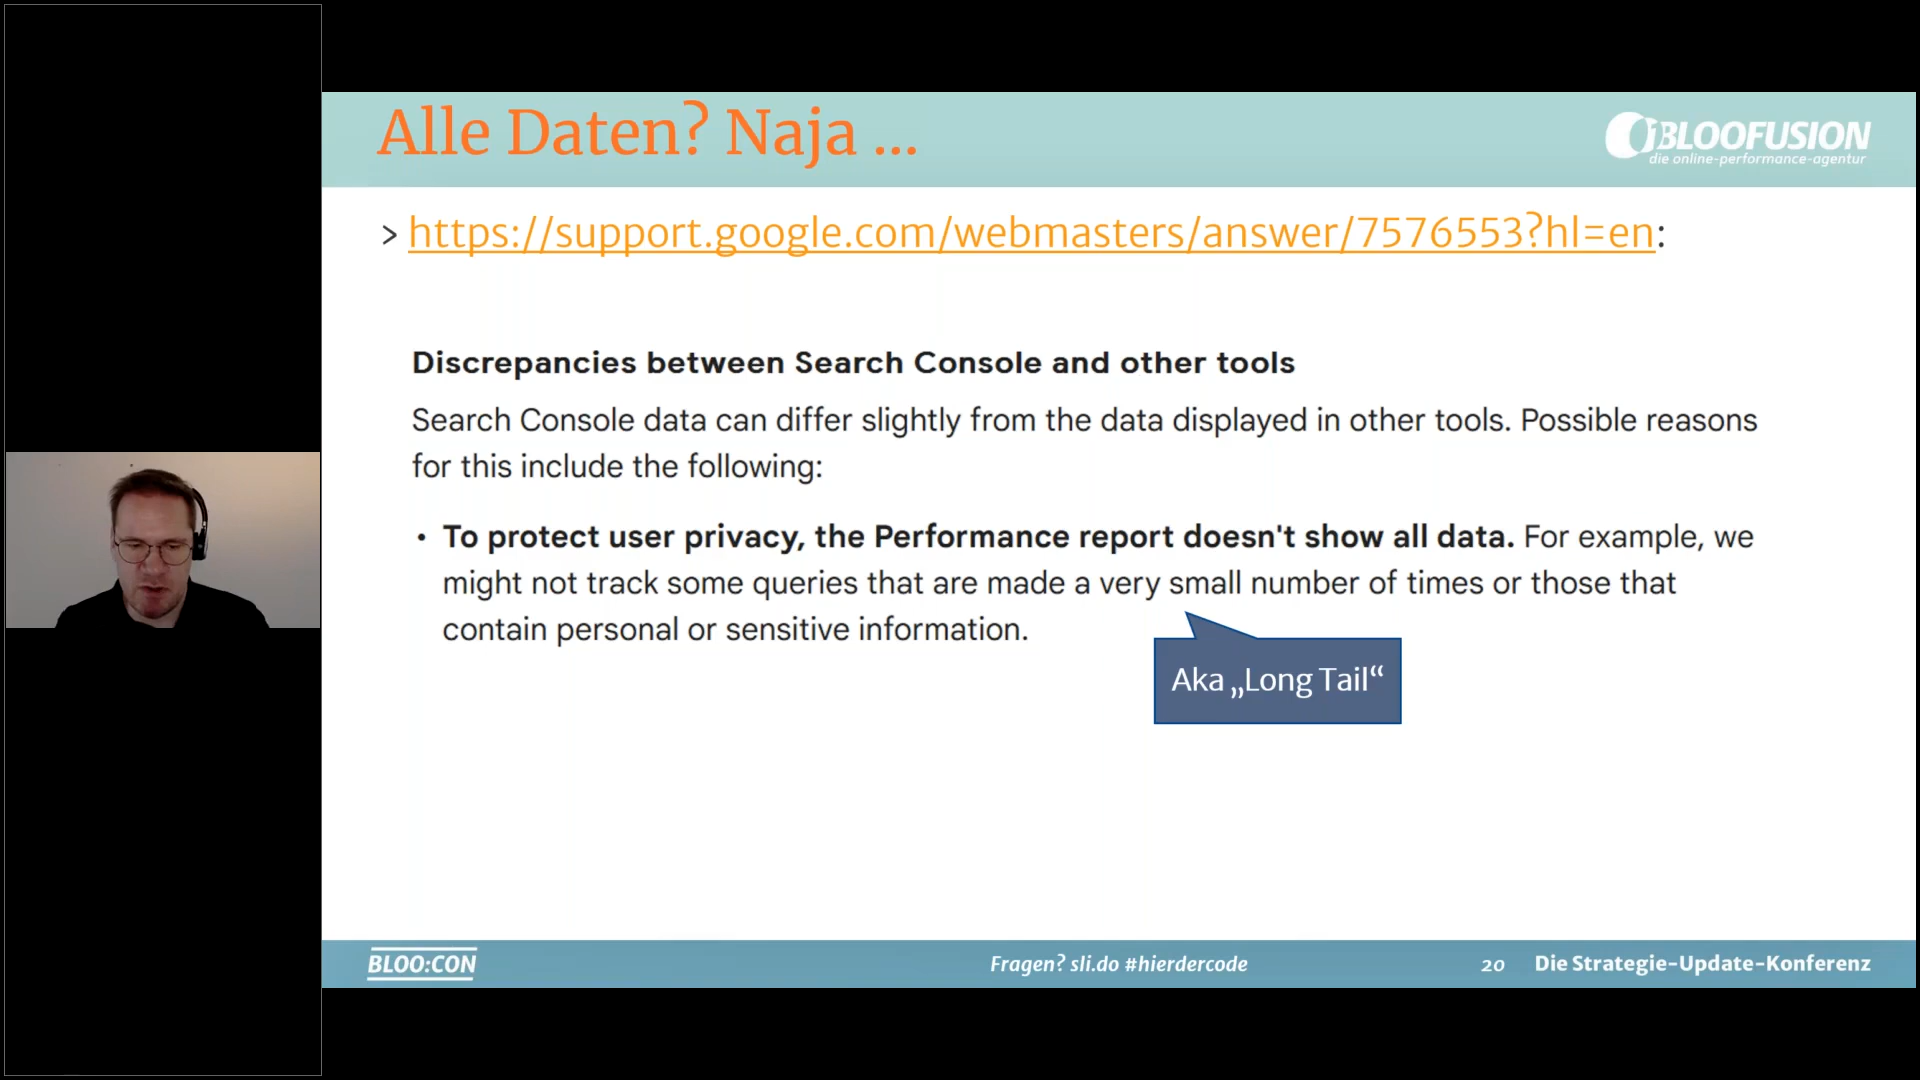 Alle Daten? Naja ...
BLOOFUSION
die online-performance-agentur
> https://support.google.com/webmasters/answer/7576553?hl=en:
Discrepancies between Search Console and other tools
Search Console data can differ slightly from the data displayed in other tools. Possible reasons
for this include the following:
• To protect user privacy, the Performance report doesn't show all data. For example, we
might not track some queries that are made a very small number of times or those that
contain personal or sensitive information.
Aka „Long Tail“
BLOO:CON
Fragen? sli.do #hierdercode
20
Die Strategie-Update-Konferenz